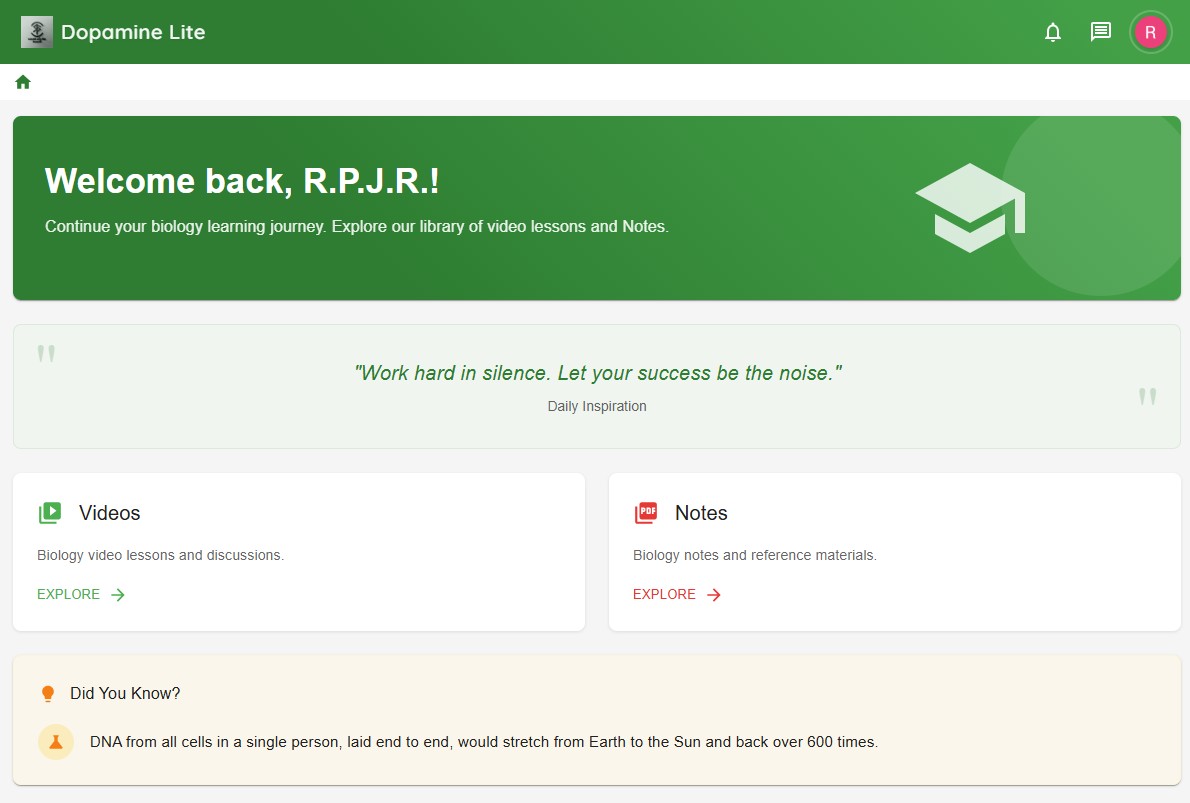 Dopamine Lite
R
Welcome back, R.P.J.R.!
Continue your biology learning journey. Explore our library of video lessons and Notes.
"Work hard in silence. Let your success be the noise."
Daily Inspiration
Videos
Biology video lessons and discussions.
EXPLORE
PDF
Notes
Biology notes and reference materials.
EXPLORE
Did You Know?
DNA from all cells in a single person, laid end to end, would stretch from Earth to the Sun and back over 600 times.